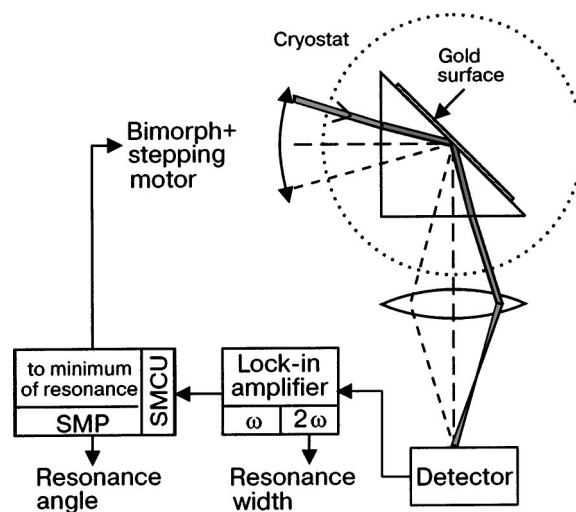 Cryostat
Gold
surface
Bimorph+
stepping
motor
to minimum
of resonance
SMCU
SMP
Lock-in
amplifier
ω
2ω
Detector
Resonance
angle
Resonance
width